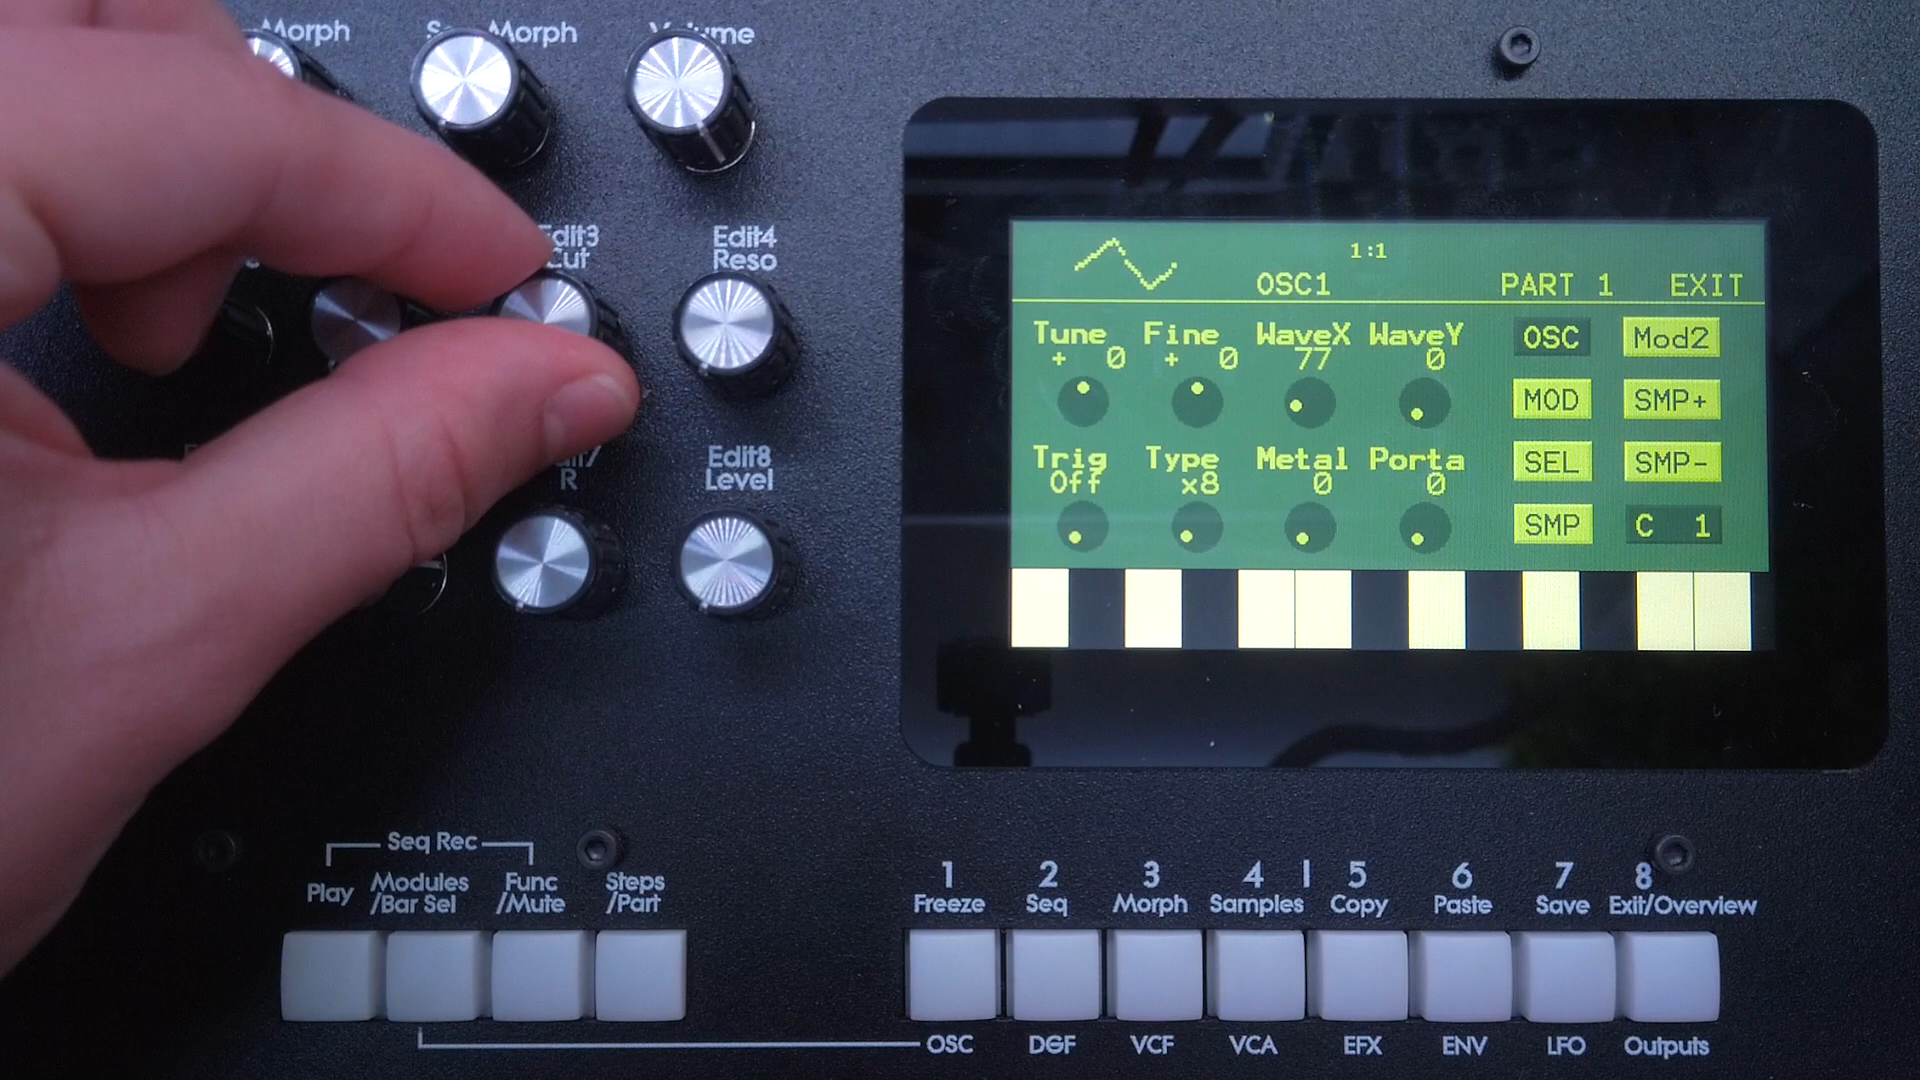 Morph
Morph
Volume
Edit4
Reso
Edit8
Level
R
1:1
OSC1
PART 1
EXIT
Tune Fine WaveX WaveY
+ 0 + 0 77 0
Trig Type Metal Porta
Off x8 0 0
OSC Mod2
MOD SMP+
SEL SMP-
SMP C 1
Seq Rec
Play
Modules
/Bar Sel
Func
/Mute
Steps
/Part
1 2 3 4 | 5 6 7 8
Freeze Seq Morph Samples Copy Paste Save Exit/Overview
OSC DGF VCF VCA EFX ENV LFO Outputs